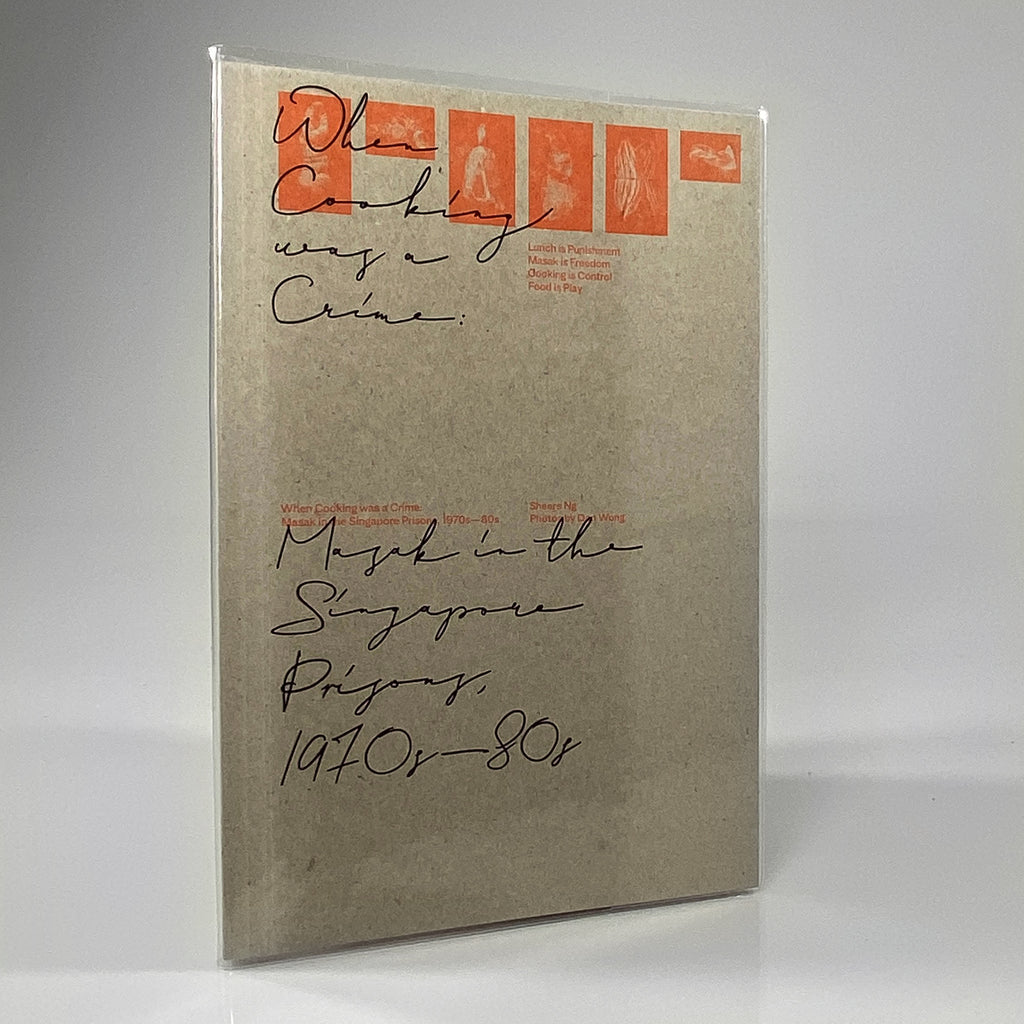 When
Cooking
was a
Crime:
Lunch is Punishment
Masak is Freedom
Cooking is Control
Food is Play
When Cooking was a Crime:
Masak in the Singapore Prisons, 1970s—80s
Sheere Ng
Photos by Don Wong
Masak in the
Singapore
Prisons,
1970s—80s